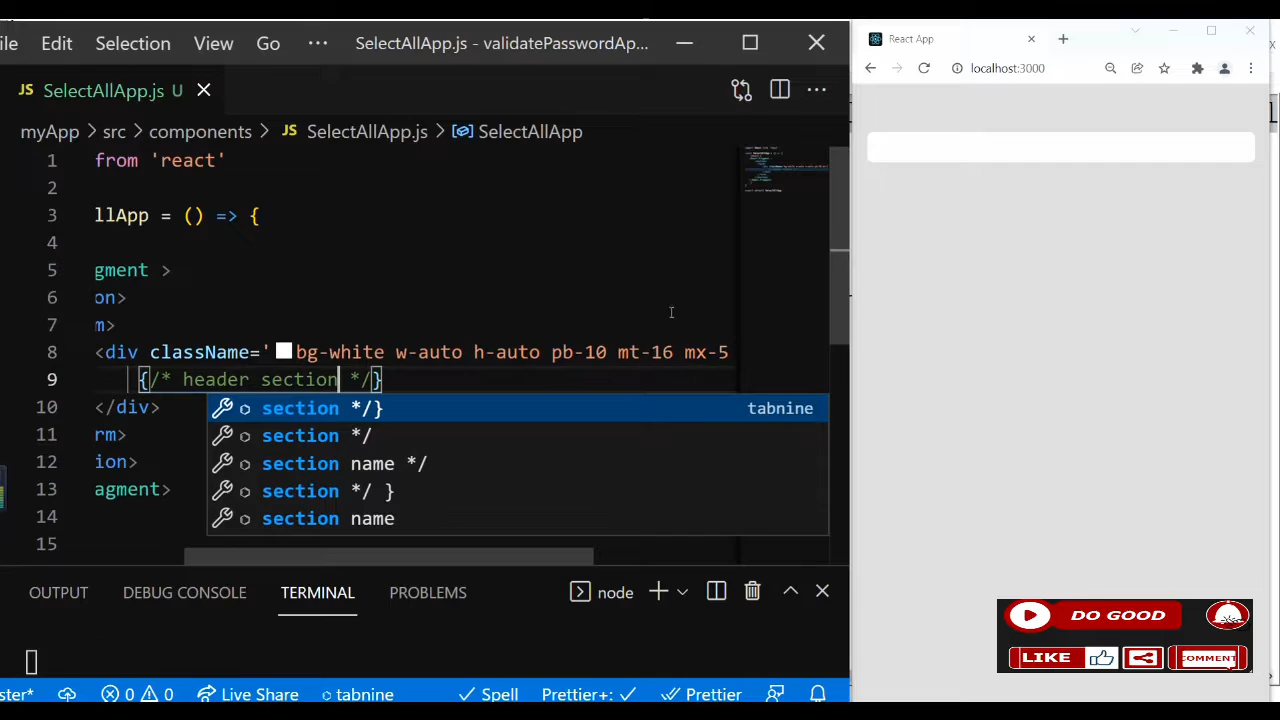 ile Edit Selection View Go ··· SelectAllApp.js - validatePasswordAp...
JS SelectAllApp.js U
myApp > src > components > JS SelectAllApp.js > SelectAllApp
1 from 'react'
2
3 llApp = () => {
4
5 gment >
6 on>
7 m>
8 <div className=' bg-white w-auto h-auto pb-10 mt-16 mx-5
9 {/* header section */}
10 </div>
11 rm>
12 ion>
13 agment>
14
15
section */} tabnine
section */
section name */
section */ }
section name
OUTPUT DEBUG CONSOLE TERMINAL PROBLEMS node
ster* 0 0 Live Share tabnine Spell Prettier+: Prettier
React App
localhost:3000
DO GOOD
LIKE COMMENT